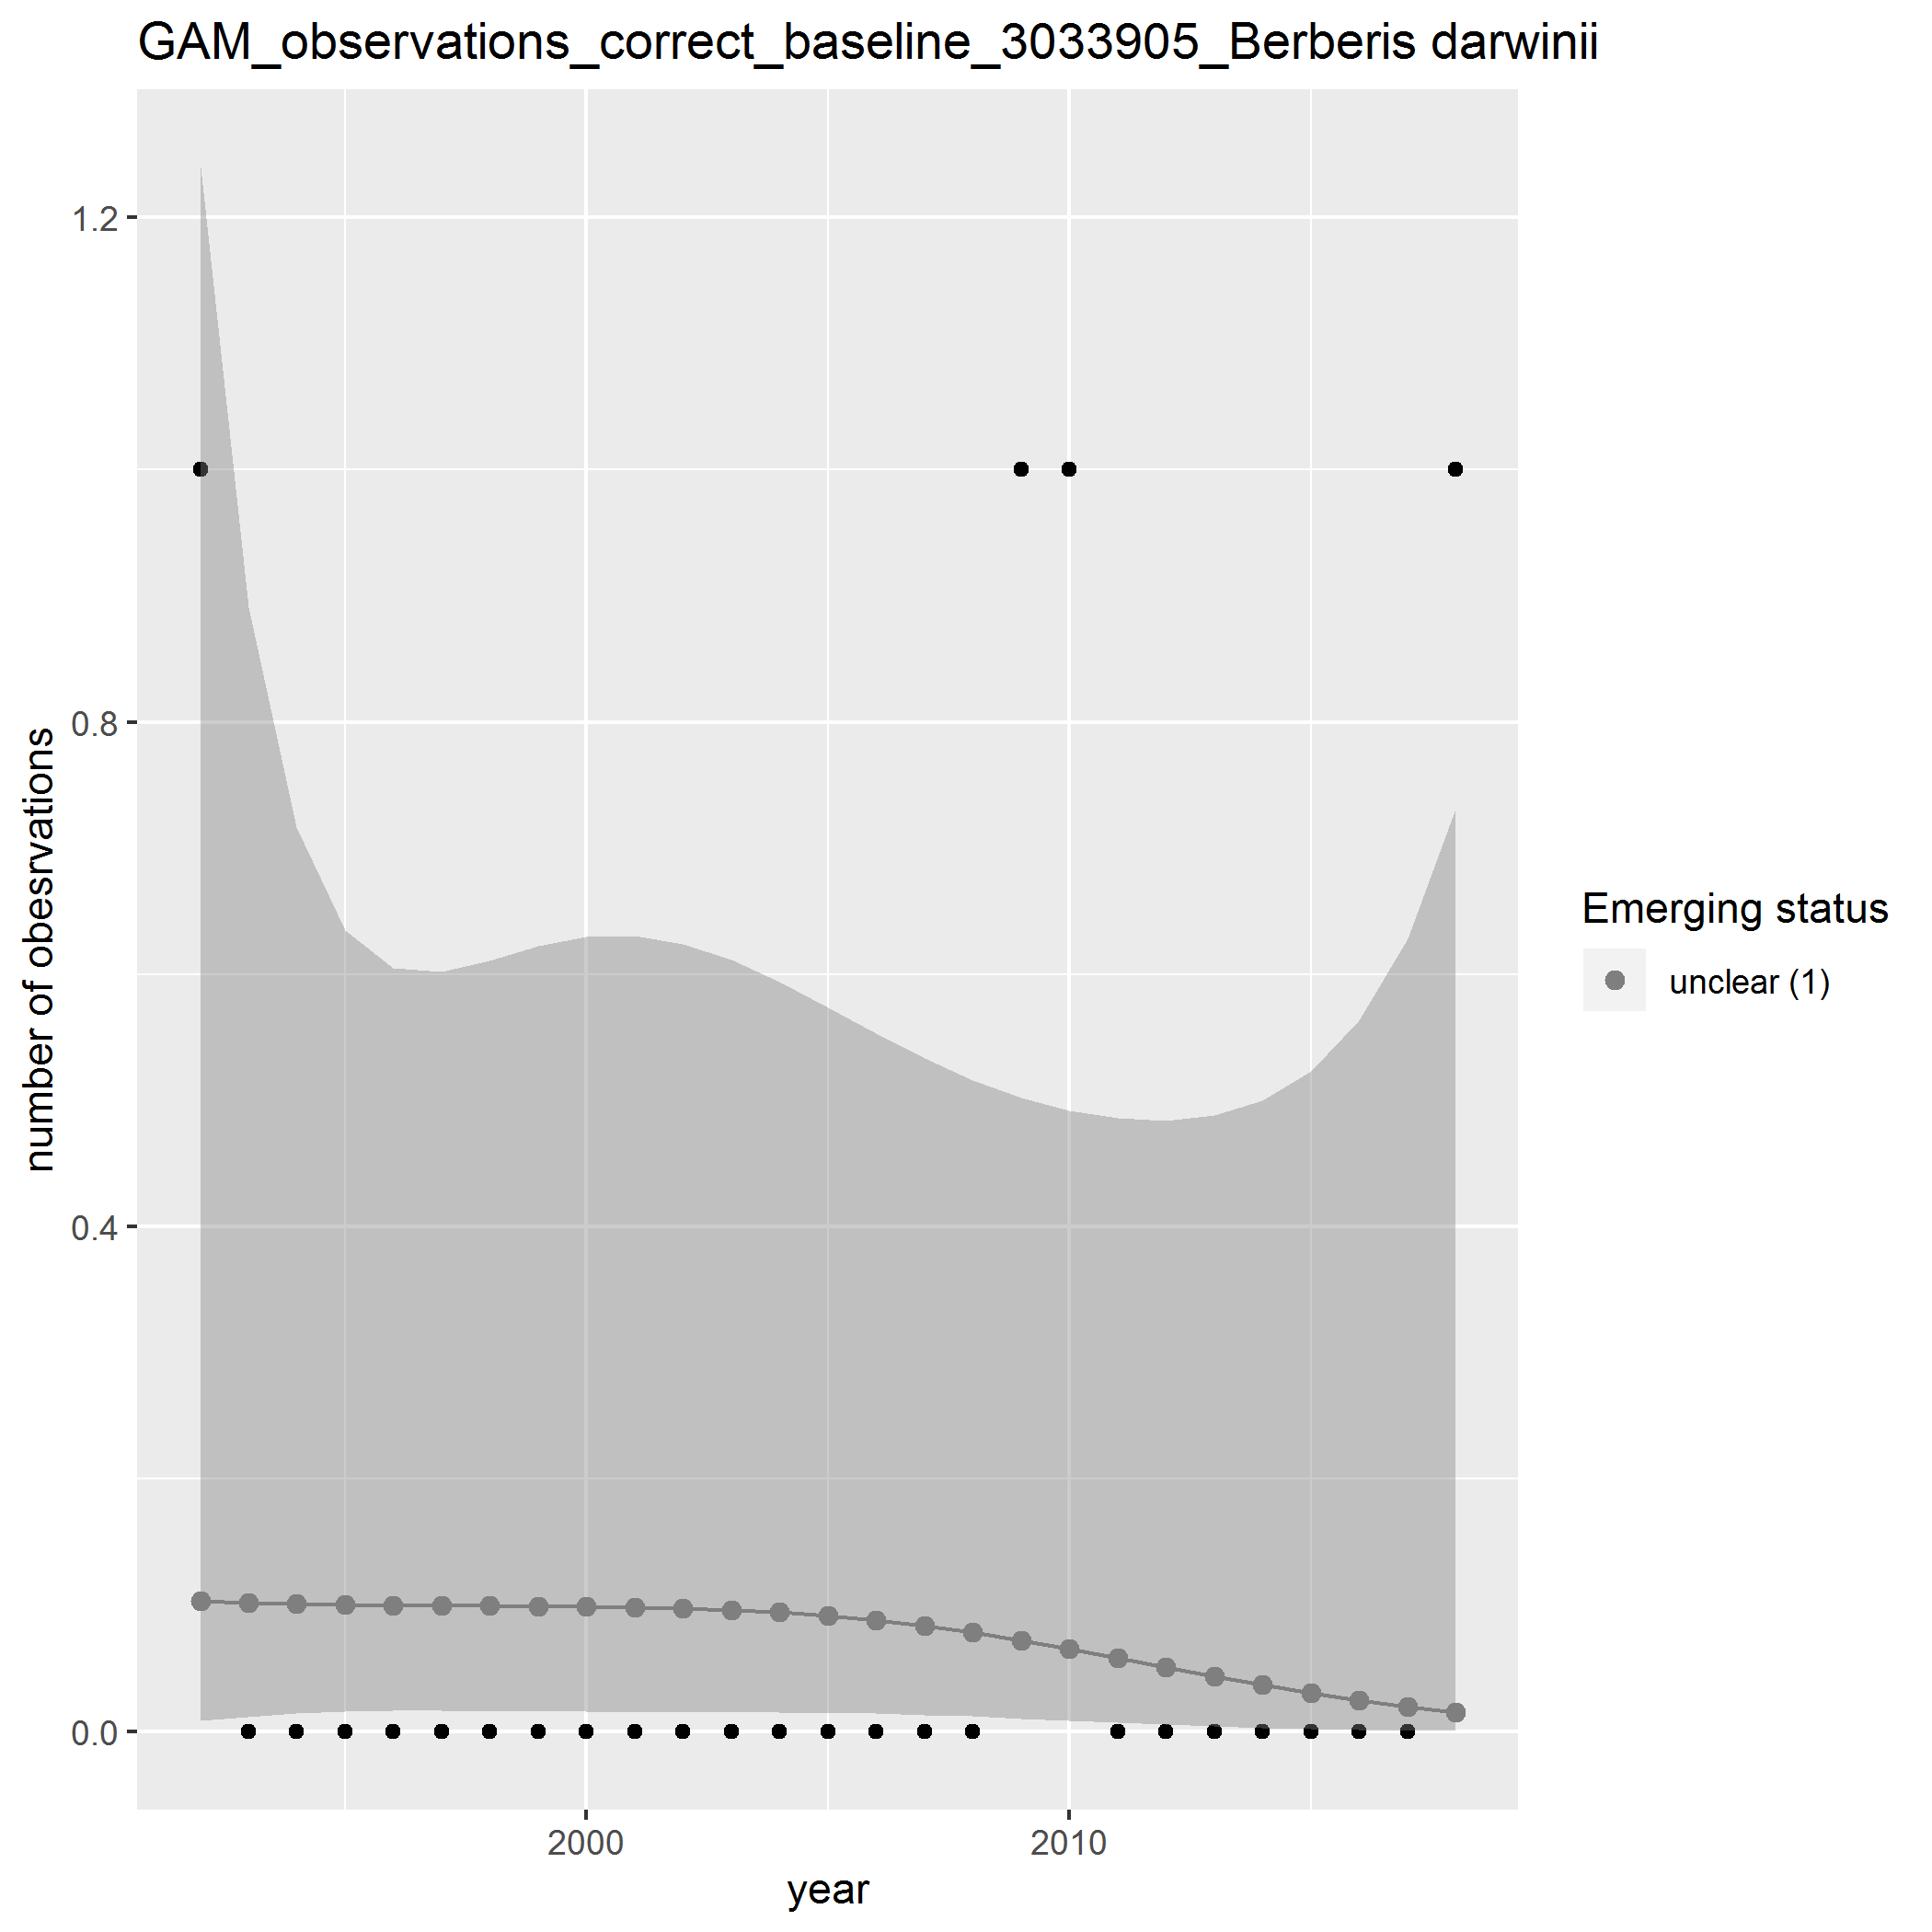 GAM_observations_correct_baseline_3033905_Berberis darwinii
1.2
0.8
0.4
0.0
number of obesrvations
2000
2010
year
Emerging status
unclear (1)